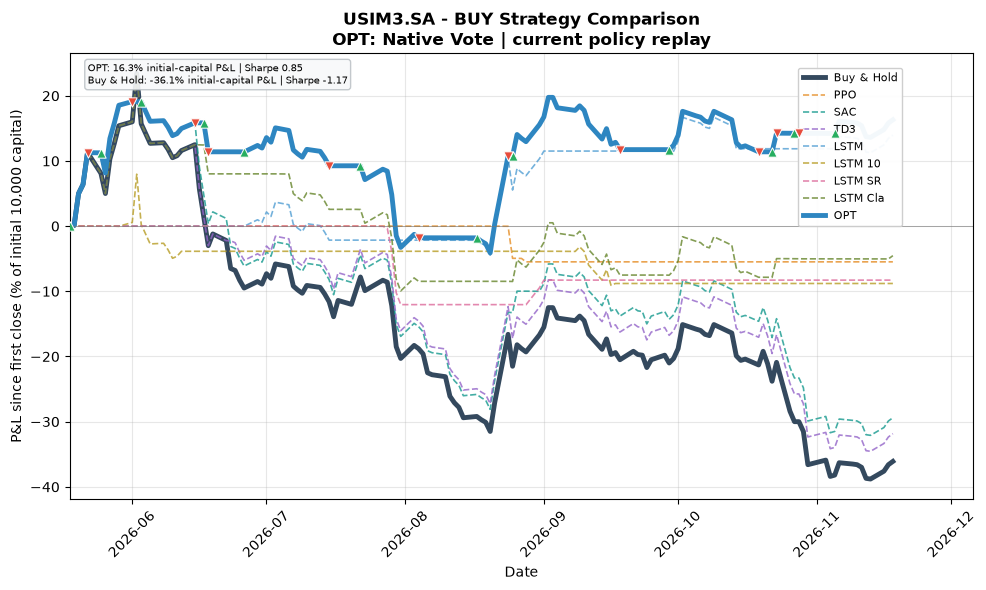 USIM3.SA - BUY Strategy Comparison
OPT: Native Vote | current policy replay
OPT: 16.3% initial-capital P&L | Sharpe 0.85
Buy & Hold: -36.1% initial-capital P&L | Sharpe -1.17
Buy & Hold
PPO
SAC
TD3
LSTM
LSTM 10
LSTM SR
LSTM Cla
OPT
P&L since first close (% of initial 10,000 capital)
20
10
0
−10
−20
−30
−40
2026-06
2026-07
2026-08
2026-09
2026-10
2026-11
2026-12
Date